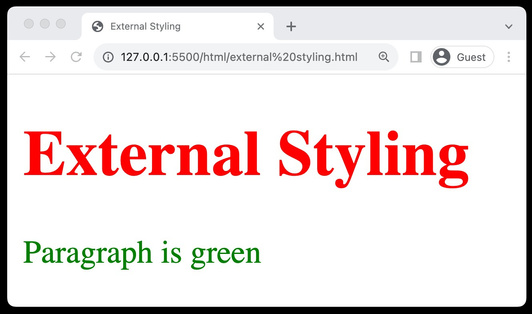 External Styling
127.0.0.1:5500/html/external%20styling.html
Guest
External Styling
Paragraph is green